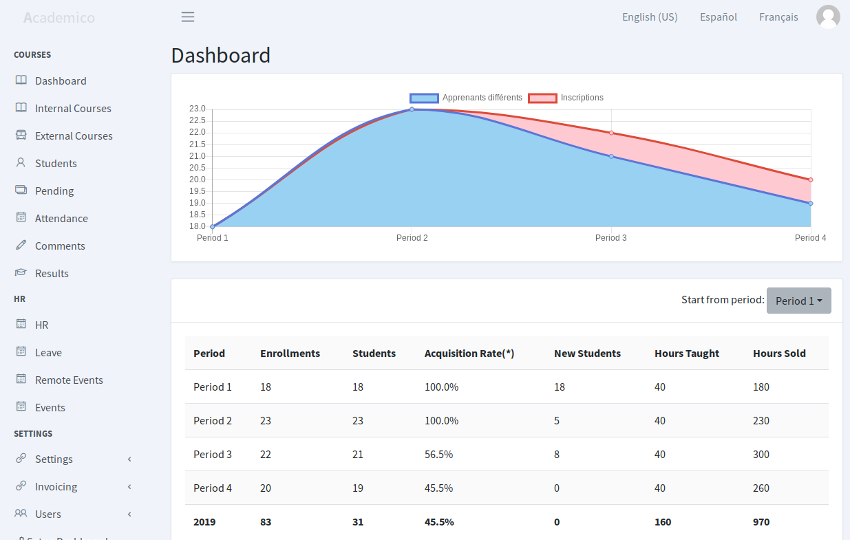 Academico
English (US) Español Français
COURSES
Dashboard
Internal Courses
External Courses
Students
Pending
Attendance
Comments
Results
HR
HR
Leave
Remote Events
Events
SETTINGS
Settings
Invoicing
Users
Dashboard
Apprenants différents Inscriptions
23.0
22.5
22.0
21.5
21.0
20.5
20.0
19.5
19.0
18.5
18.0
Period 1 Period 2 Period 3 Period 4
Start from period: Period 1
Period Enrollments Students Acquisition Rate(*) New Students Hours Taught Hours Sold
Period 1 18 18 100.0% 18 40 180
Period 2 23 23 100.0% 5 40 230
Period 3 22 21 56.5% 8 40 300
Period 4 20 19 45.5% 0 40 260
2019 83 31 45.5% 0 160 970